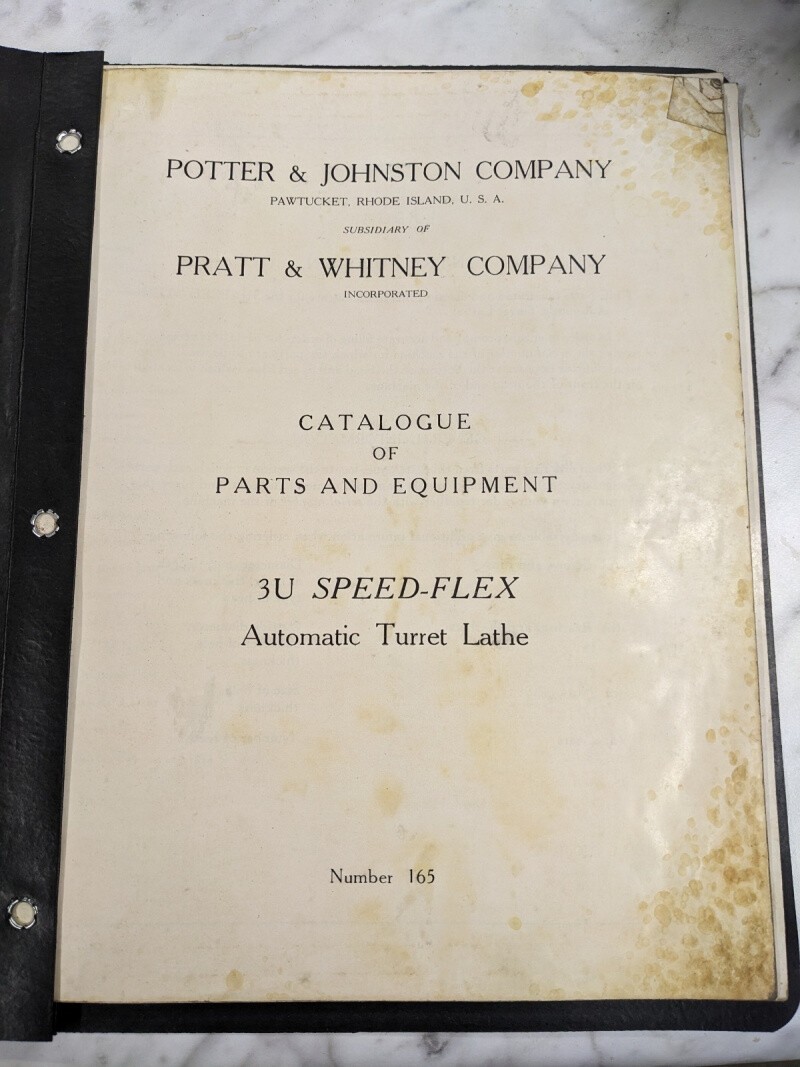 POTTER & JOHNSTON COMPANY
PAWTUCKET, RHODE ISLAND, U. S. A.
SUBSIDIARY OF
PRATT & WHITNEY COMPANY
INCORPORATED
CATALOGUE
OF
PARTS AND EQUIPMENT
3U SPEED-FLEX
Automatic Turret Lathe
Number 165